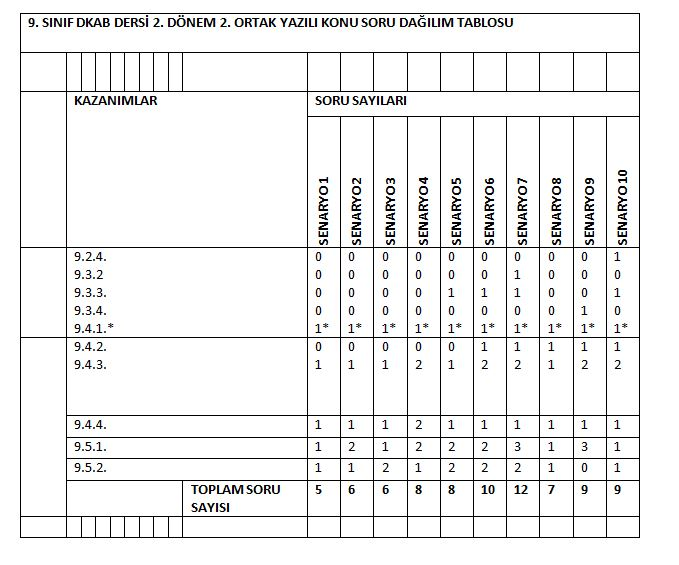 9. SINIF DKAB DERSİ 2. DÖNEM 2. ORTAK YAZILI KONU SORU DAĞILIM TABLOSU
KAZANIMLAR SORU SAYILARI
SENARYO1 SENARYO2 SENARYO3 SENARYO4 SENARYO5 SENARYO6 SENARYO7 SENARYO8 SENARYO9 SENARYO10
9.2.4. 0 0 0 0 0 0 0 0 0 1
9.3.2 0 0 0 0 0 0 1 0 0 0
9.3.3. 0 0 0 0 1 1 1 0 0 1
9.3.4. 0 0 0 0 0 0 0 0 1 0
9.4.1.* 1* 1* 1* 1* 1* 1* 1* 1* 1* 1*
9.4.2. 0 0 0 0 0 1 1 1 1 1
9.4.3. 1 1 1 2 1 2 2 1 2 2
9.4.4. 1 1 1 2 1 1 1 1 1 1
9.5.1. 1 2 1 2 2 2 3 1 3 1
9.5.2. 1 1 2 1 2 2 2 1 0 1
TOPLAM SORU 5 6 6 8 8 10 12 7 9 9
SAYISI